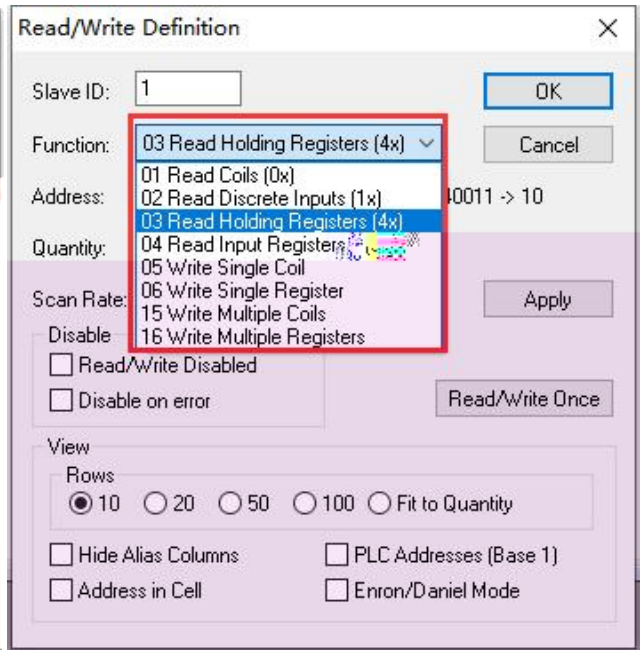 Read/Write Definition
Slave ID: 1
OK
Function: 03 Read Holding Registers (4x)
Cancel
01 Read Coils (0x)
Address: 02 Read Discrete Inputs (1x) 40011 -> 10
03 Read Holding Registers (4x)
Quantity: 04 Read Input Registers
05 Write Single Coil
Scan Rate: 06 Write Single Register
Apply
15 Write Multiple Coils
Disable
16 Write Multiple Registers
Read/Write Disabled
Disable on error
Read/Write Once
View
Rows
10 20 50 100 Fit to Quantity
Hide Alias Columns PLC Addresses (Base 1)
Address in Cell Enron/Daniel Mode